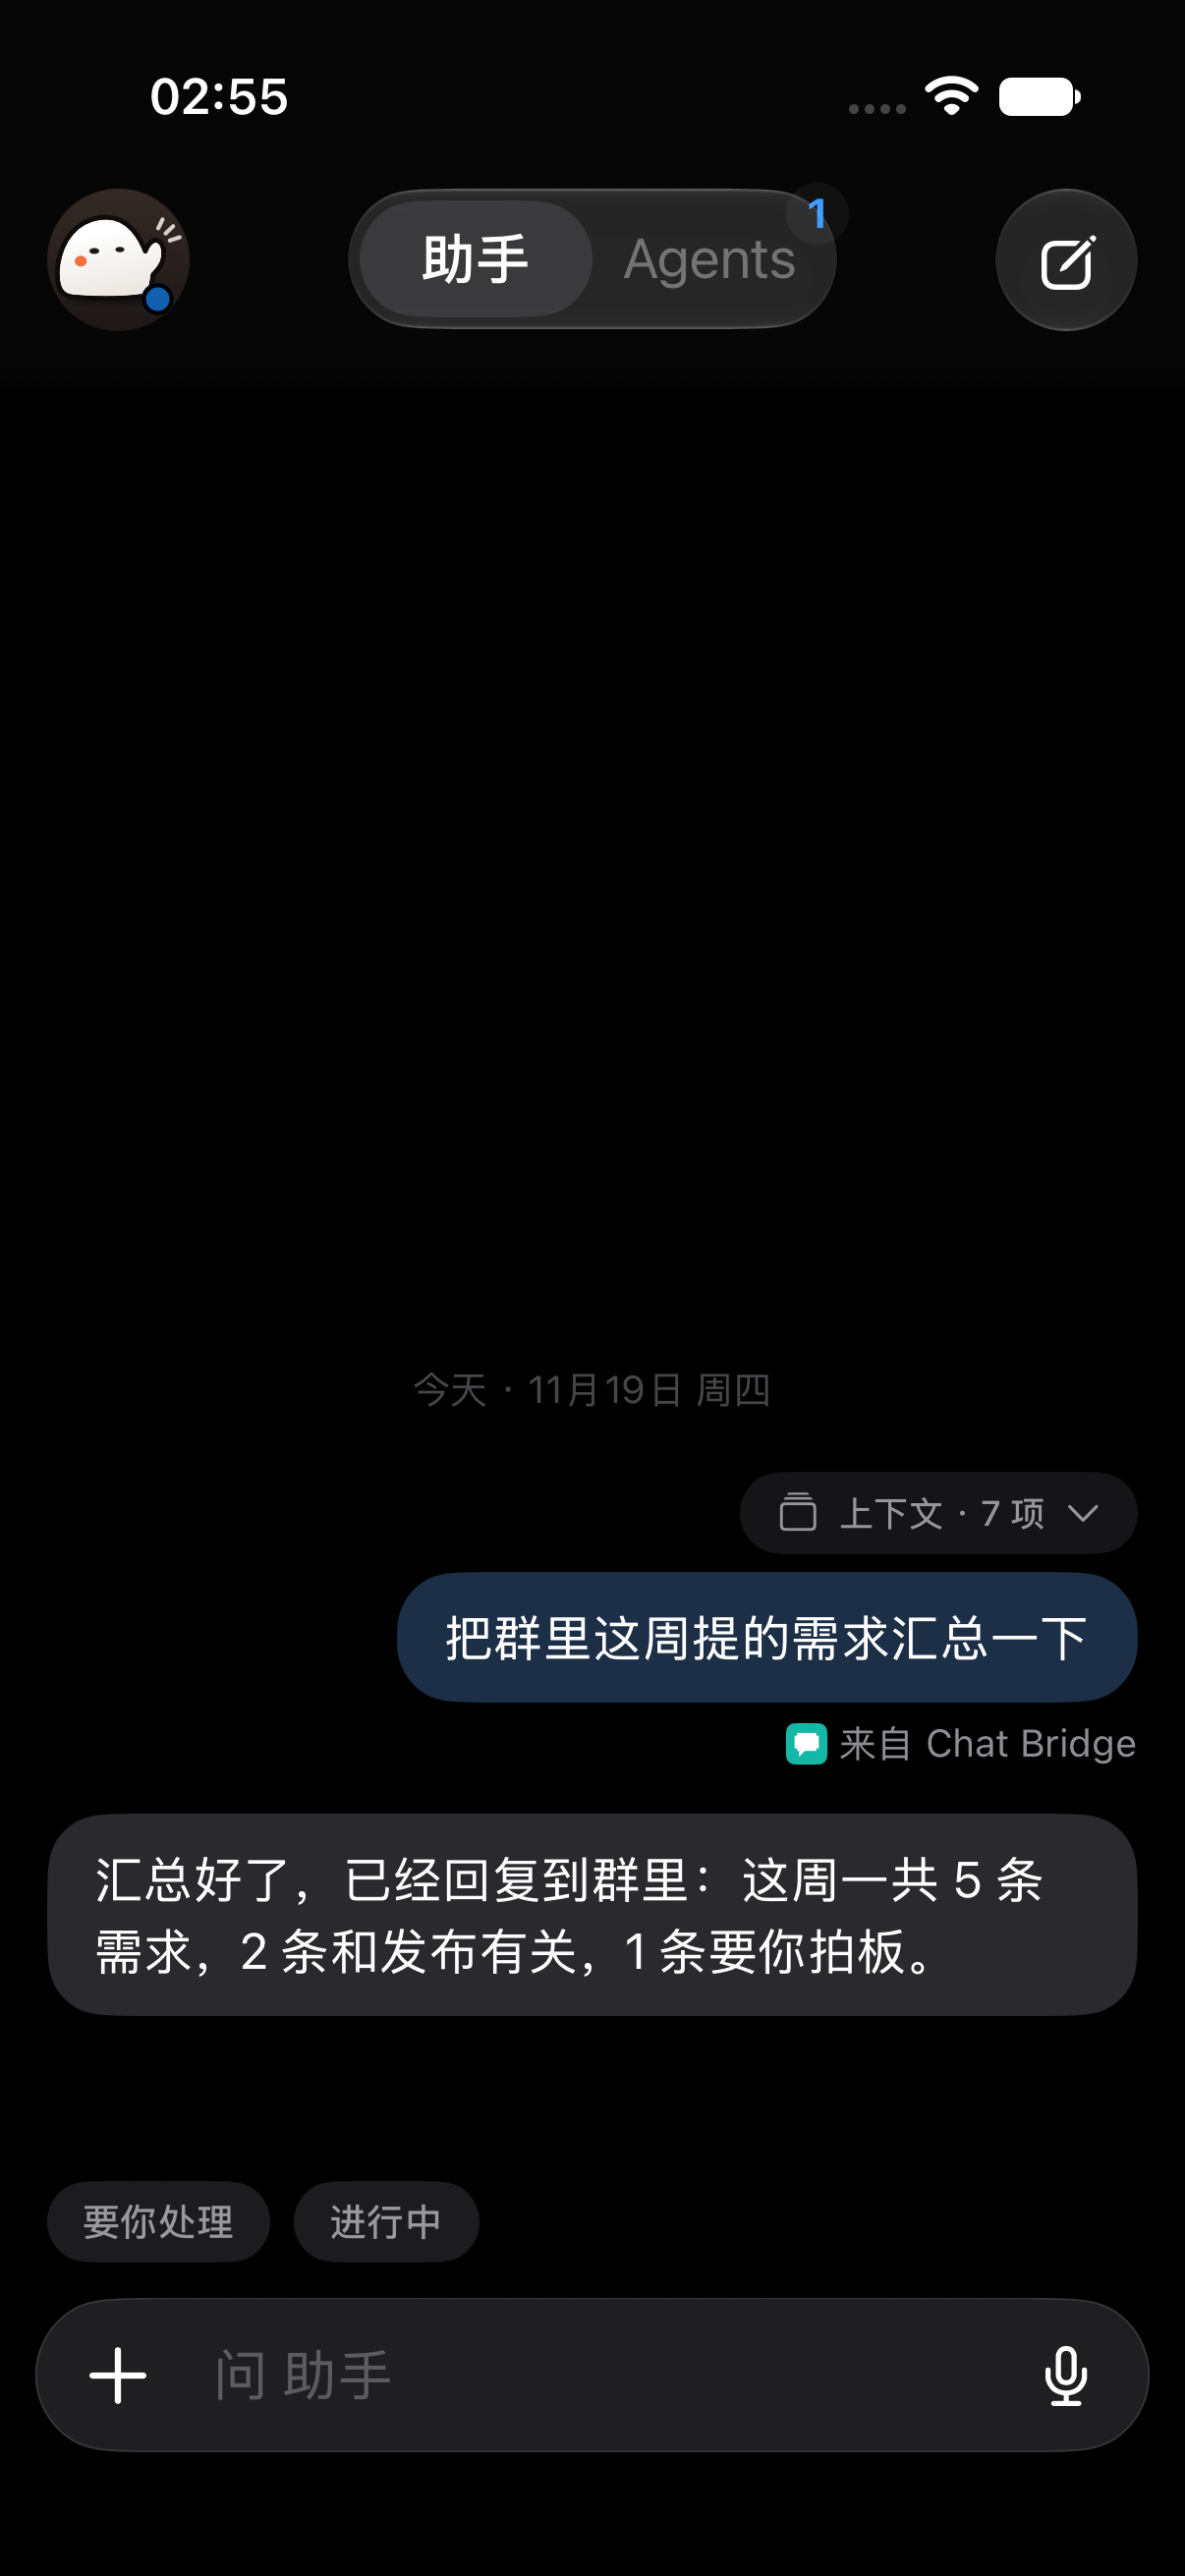 02:55
助手
Agents
1
今天 · 11月19日 周四
上下文 · 7 项
把群里这周提的需求汇总一下
来自 Chat Bridge
汇总好了，已经回复到群里：这周一共 5 条
需求，2 条和发布有关，1 条要你拍板。
要你处理
进行中
问 助手